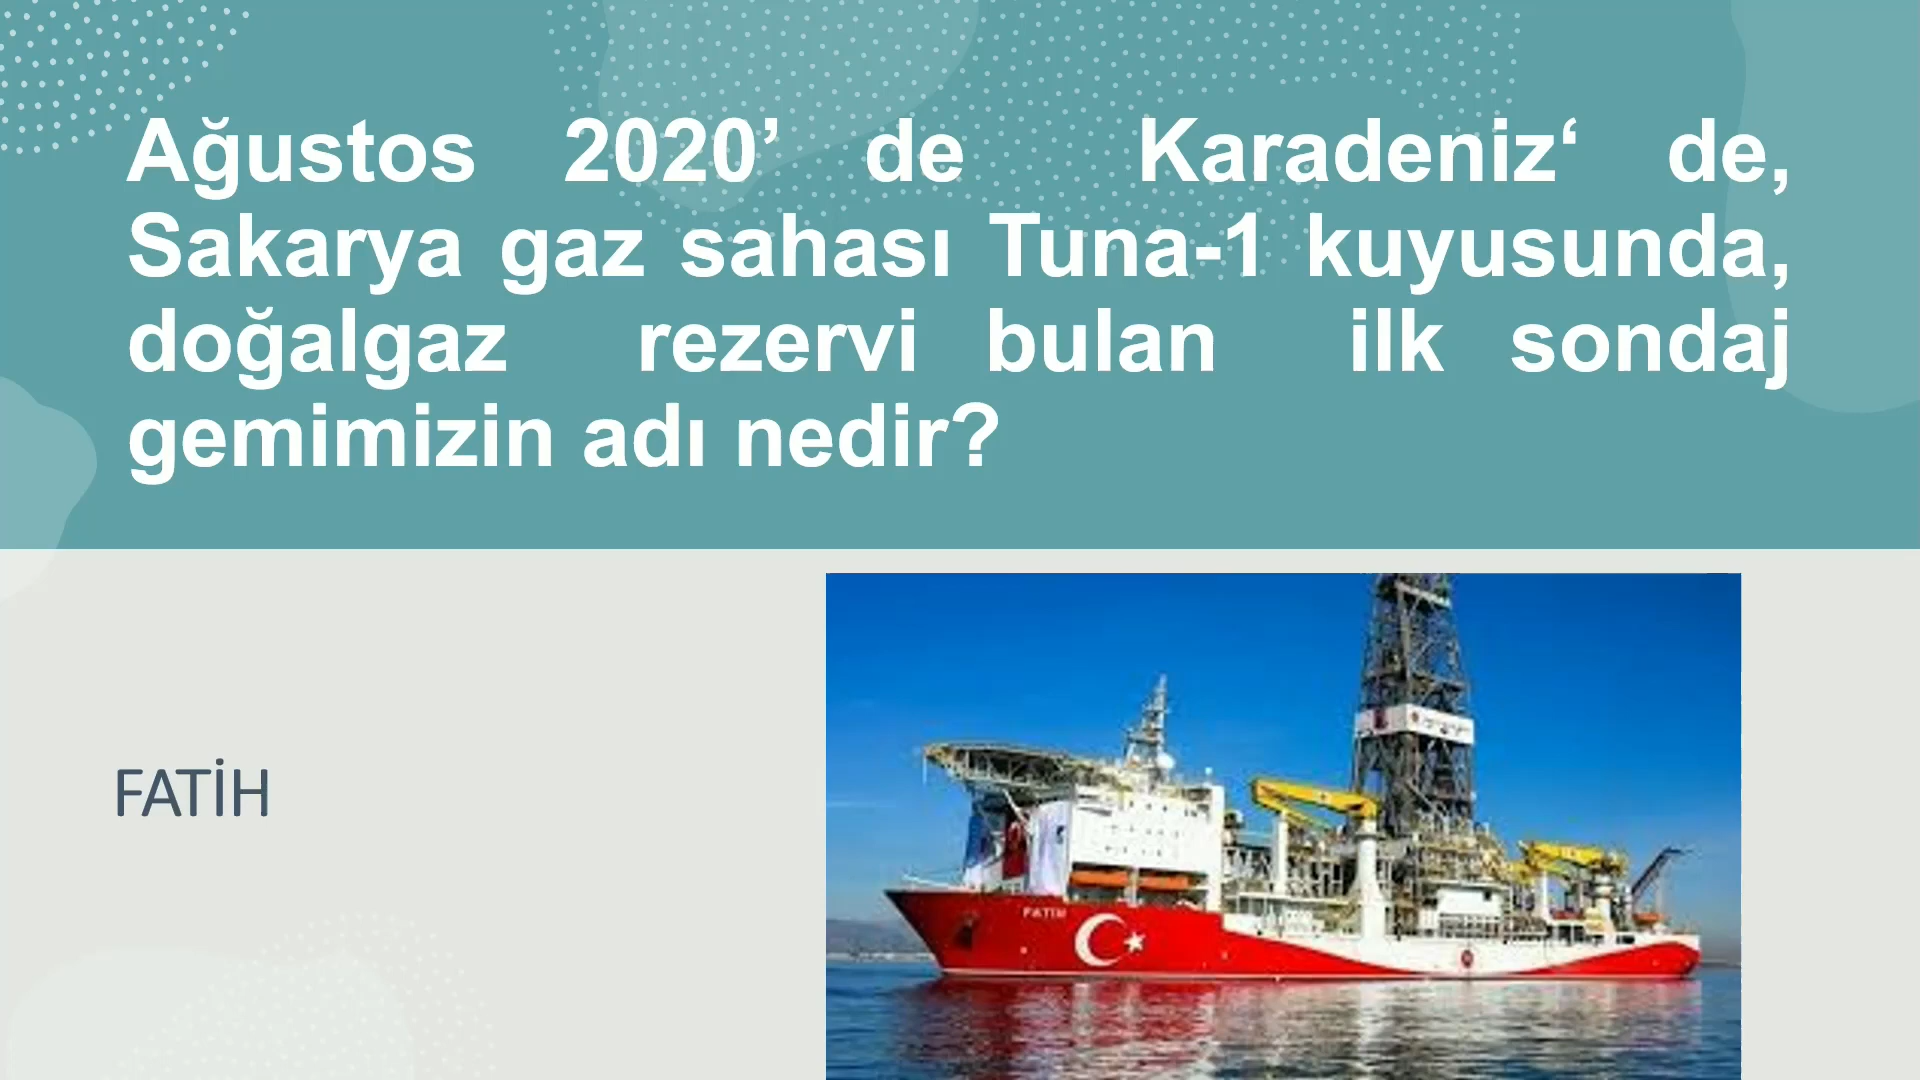 Ağustos 2020’ de Karadeniz‘ de,
Sakarya gaz sahası Tuna-1 kuyusunda,
doğalgaz rezervi bulan ilk sondaj
gemimizin adı nedir?
FATİH
FATİH